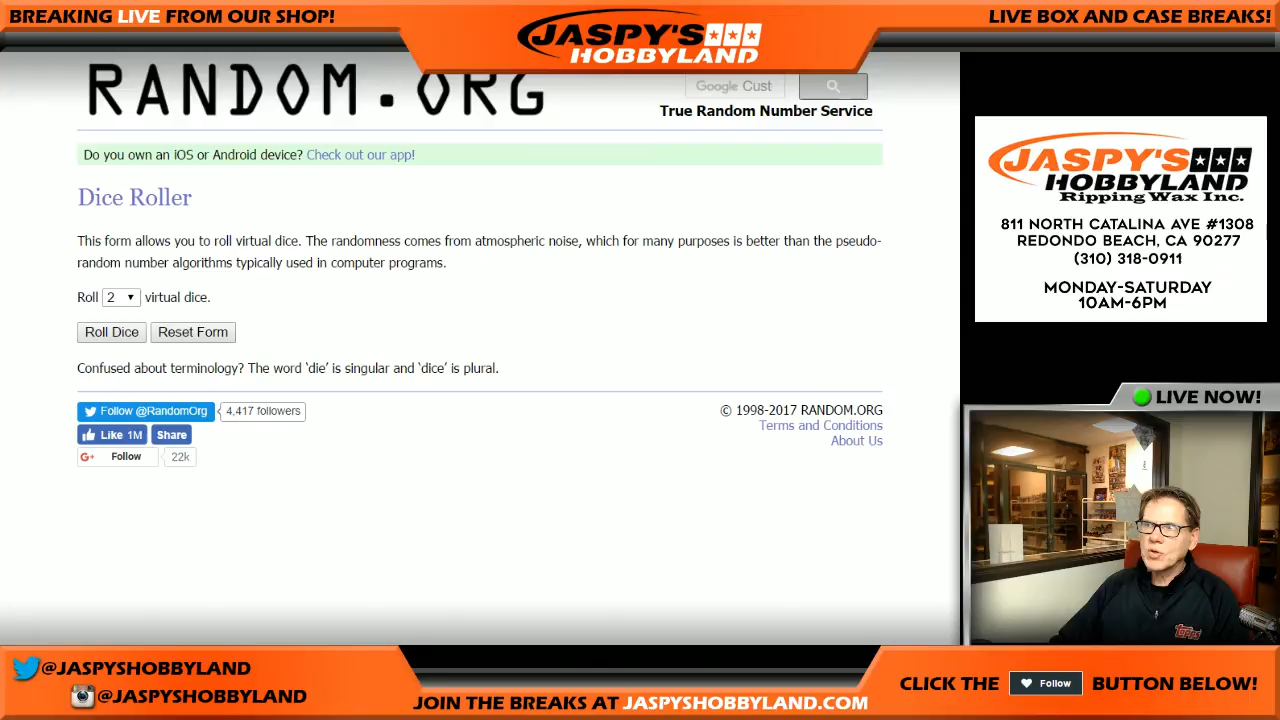 BREAKING LIVE FROM OUR SHOP!
JASPY'S
HOBBYLAND
LIVE BOX AND CASE BREAKS!
RANDOM.ORG
Google Cust
True Random Number Service
Do you own an iOS or Android device? Check out our app!
Dice Roller
This form allows you to roll virtual dice. The randomness comes from atmospheric noise, which for many purposes is better than the pseudo-
random number algorithms typically used in computer programs.
Roll 2 virtual dice.
Roll Dice Reset Form
Confused about terminology? The word ‘die’ is singular and ‘dice’ is plural.
Follow @RandomOrg 4,417 followers
Like 1M Share
G+ Follow 22k
© 1998-2017 RANDOM.ORG
Terms and Conditions
About Us
JASPY'S
HOBBYLAND
Ripping Wax Inc.
811 NORTH CATALINA AVE #1308
REDONDO BEACH, CA 90277
(310) 318-0911
MONDAY-SATURDAY
10AM-6PM
LIVE NOW!
TOPPS
@JASPYSHOBBYLAND
@JASPYSHOBBYLAND
JOIN THE BREAKS AT JASPYSHOBBYLAND.COM
CLICK THE Follow BUTTON BELOW!